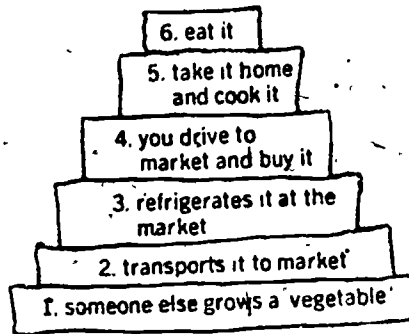 6. eat it
5. take it home
and cook it
4. you drive to
market and buy it
3. refrigerates it at the
market
2. transports it to market
1. someone else grows a vegetable